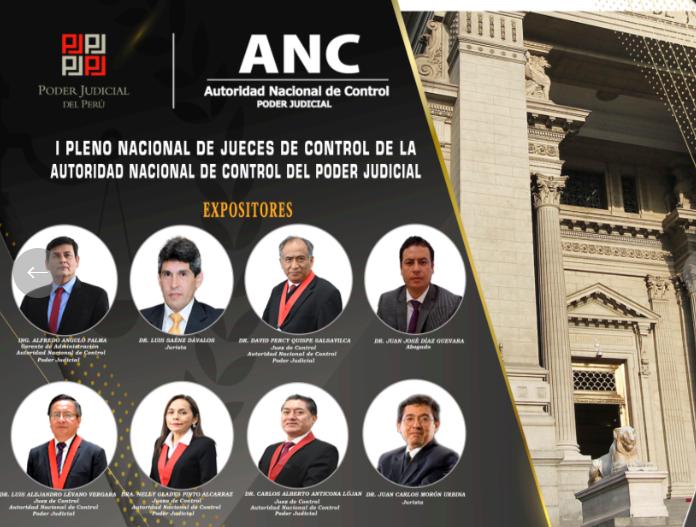 PODER JUDICIAL
DEL PERÚ
ANC
Autoridad Nacional de Control
PODER JUDICIAL
I PLENO NACIONAL DE JUECES DE CONTROL DE LA
AUTORIDAD NACIONAL DE CONTROL DEL PODER JUDICIAL
EXPOSITORES
ING. ALFREDO ANGULO PALMA
Gerente de Administración
Autoridad Nacional de Control
Poder Judicial
DR. LUIS SAÉNZ DÁVALOS
Jurista
DR. DAVID PERCY QUISPE SALSAVILCA
Juez de Control
Autoridad Nacional de Control
Poder Judicial
DR. JUAN JOSÉ DÍAZ GUEVARA
Abogado
DR. LUIS ALEJANDRO LÉVANO VERGARA
Juez de Control
Autoridad Nacional de Control
Poder Judicial
DRA. NELLY GLADYS PINTO ALCARRAZ
Jueza de Control
Autoridad Nacional de Control
Poder Judicial
DR. CARLOS ALBERTO ANTICONA LÓJAN
Juez de Control
Autoridad Nacional de Control
Poder Judicial
DR. JUAN CARLOS MORÓN URBINA
Jurista